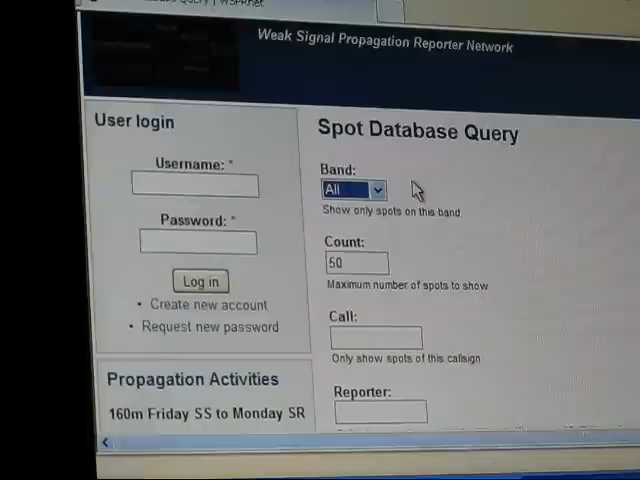 WSPRnet
Weak Signal Propagation Reporter Network
User login
Username: *
Password: *
Log in
• Create new account
• Request new password
Propagation Activities
160m Friday SS to Monday SR
Spot Database Query
Band:
All
Show only spots on this band
Count:
50
Maximum number of spots to show
Call:
Only show spots of this callsign
Reporter: